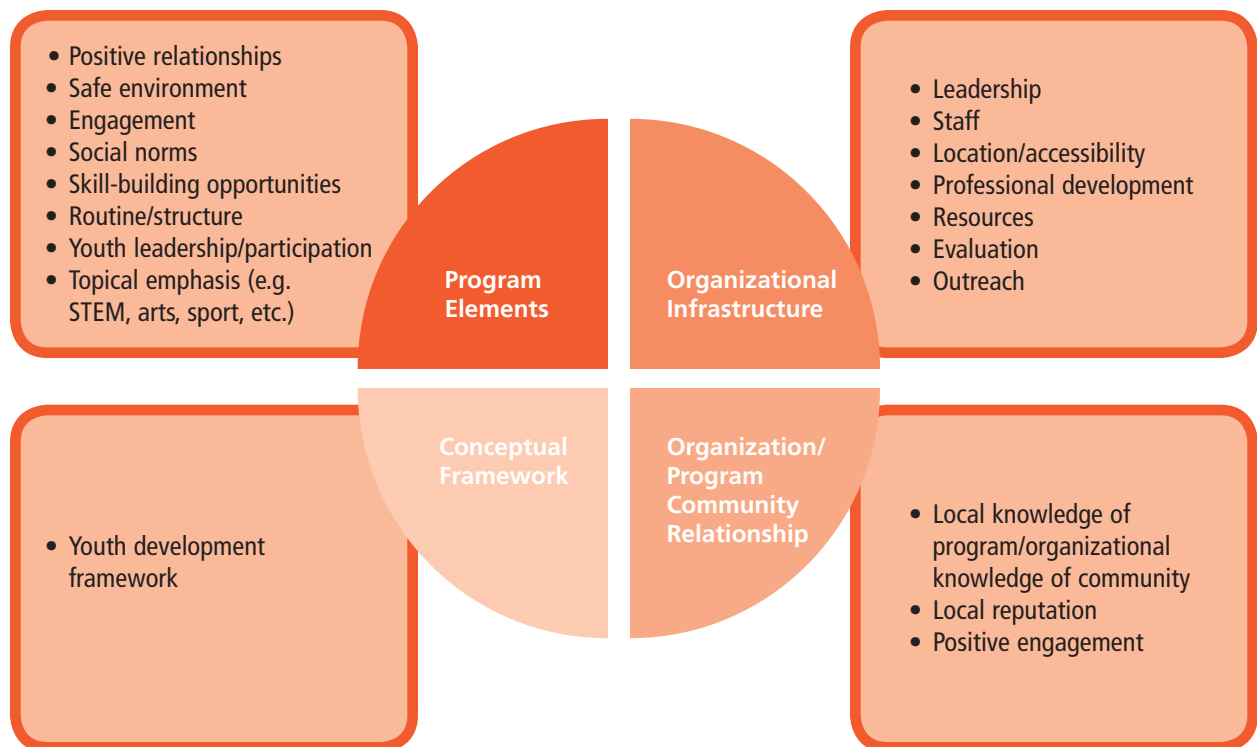 • Positive relationships
• Safe environment
• Engagement
• Social norms
• Skill-building opportunities
• Routine/structure
• Youth leadership/participation
• Topical emphasis (e.g.
STEM, arts, sport, etc.)
• Leadership
• Staff
• Location/accessibility
• Professional development
• Resources
• Evaluation
• Outreach
Program
Elements
Organizational
Infrastructure
Conceptual
Framework
Organization/
Program
Community
Relationship
• Youth development
framework
• Local knowledge of
program/organizational
knowledge of community
• Local reputation
• Positive engagement